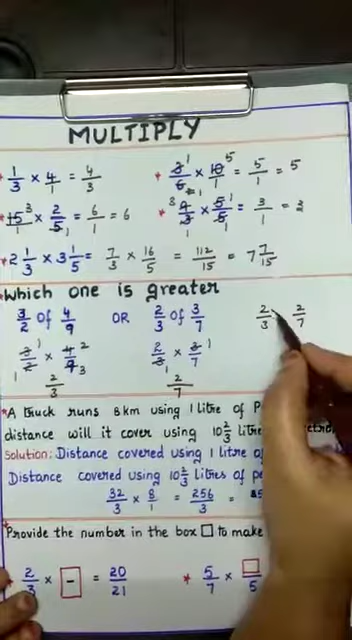 MULTIPLY
* 1/3 × 4/1 = 4/3
* 3/6 × 10/1 = 5/1 = 5
* 15/1 × 2/5 = 6/1 = 6
* 2 1/3 × 3 1/5 = 7/3 × 16/5 = 112/15 = 7 7/15
Which one is greater
3/2 of 4/9 OR 2/3 of 3/7 2/3 2/7
3/2 × 4/9 2/3 × 3/7
2/3 2/7
* A truck runs 8 km using 1 litre of
distance will it cover using 10 2/3 litre
Solution: Distance covered using 1 litre of
Distance covered using 10 2/3 litres of
32/3 × 8/1 = 256/3 =
* Provide the number in the box □ to make
2/3 × □ = 20/21 * 5/7 × □/5